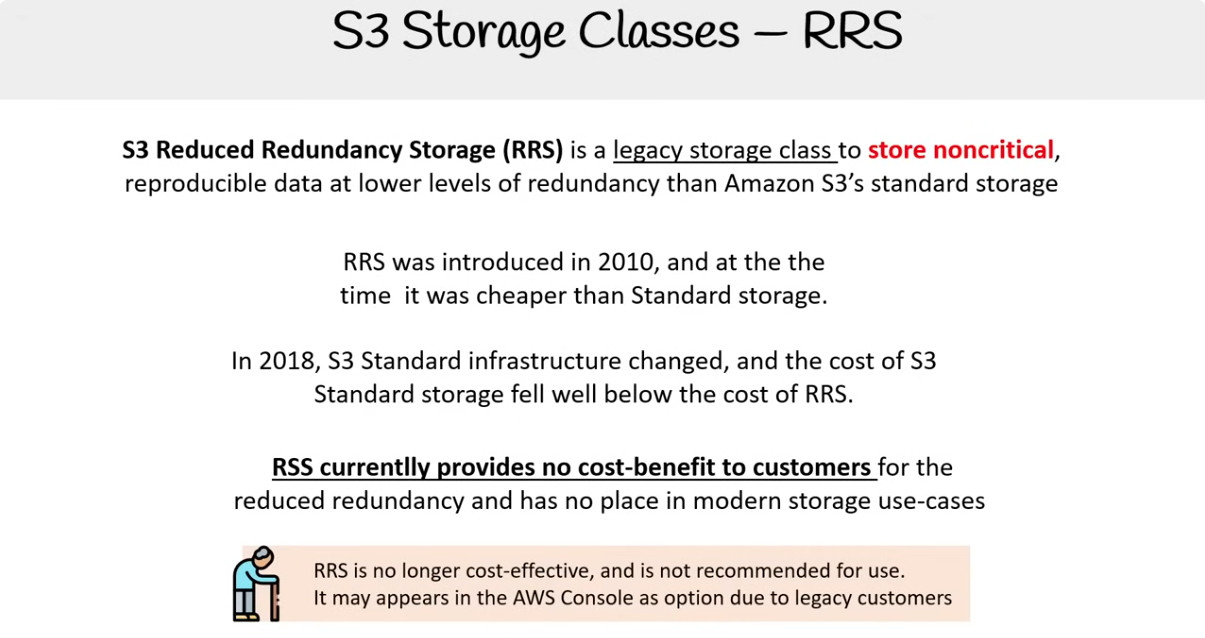 S3 Storage Classes – RRS
S3 Reduced Redundancy Storage (RRS) is a legacy storage class to store noncritical,
reproducible data at lower levels of redundancy than Amazon S3's standard storage
RRS was introduced in 2010, and at the the
time it was cheaper than Standard storage.
In 2018, S3 Standard infrastructure changed, and the cost of S3
Standard storage fell well below the cost of RRS.
RSS currentlly provides no cost-benefit to customers for the
reduced redundancy and has no place in modern storage use-cases
RRS is no longer cost-effective, and is not recommended for use.
It may appears in the AWS Console as option due to legacy customers